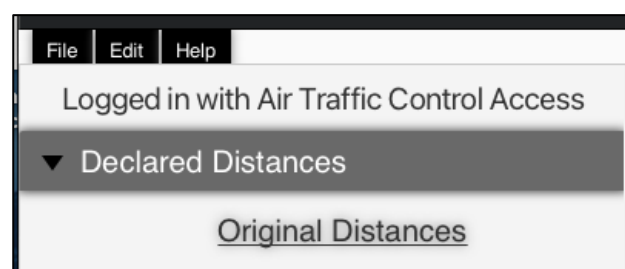 File Edit Help
Logged in with Air Traffic Control Access
Declared Distances
Original Distances